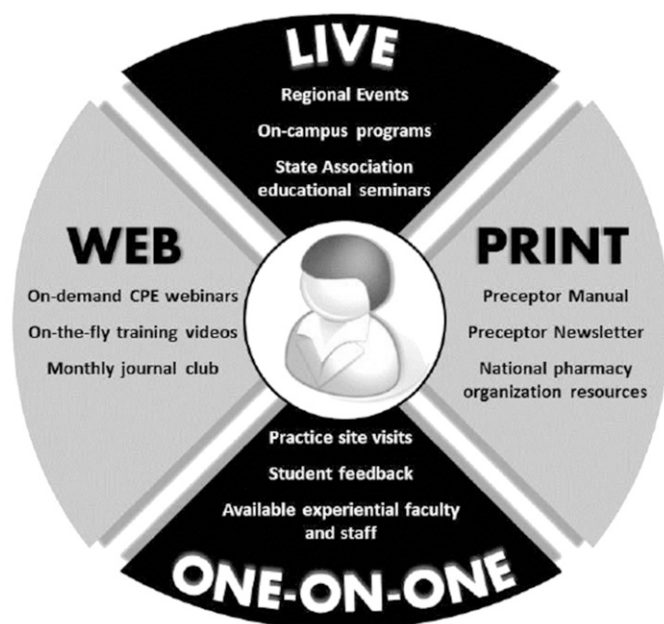 LIVE
Regional Events
On-campus programs
State Association
educational seminars
WEB
On-demand CPE webinars
On-the-fly training videos
Monthly journal club
PRINT
Preceptor Manual
Preceptor Newsletter
National pharmacy
organization resources
Practice site visits
Student feedback
Available experiential faculty
and staff
ONE-ON-ONE